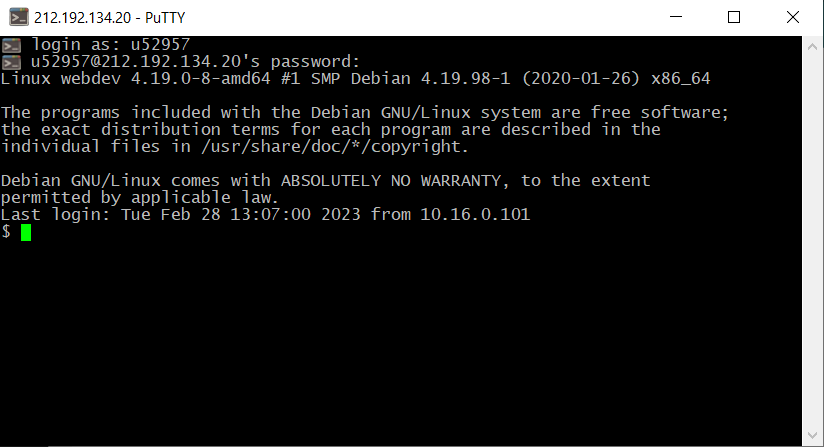 212.192.134.20 - PuTTY
login as: u52957
u52957@212.192.134.20's password:
Linux webdev 4.19.0-8-amd64 #1 SMP Debian 4.19.98-1 (2020-01-26) x86_64
The programs included with the Debian GNU/Linux system are free software;
the exact distribution terms for each program are described in the
individual files in /usr/share/doc/*/copyright.
Debian GNU/Linux comes with ABSOLUTELY NO WARRANTY, to the extent
permitted by applicable law.
Last login: Tue Feb 28 13:07:00 2023 from 10.16.0.101
$